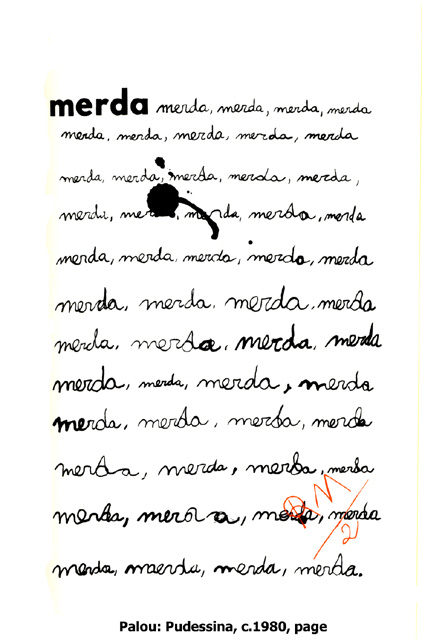 merda merda, merda, merda, merda
merda, merda, merda, merda, merda
merda, merda, merda, merda, merda,
merda, merda, merda, merda, merda
merda, merda, merda, merda, merda
merda, merda, merda, merda
merda, merda, merda, merda
merda, merda, merda, merda
merda, merda, merda, merda
merda, merda, merda, merda
merda, merda, merda, merda
merda, maerda, merda, merda.
Palou: Pudessina, c.1980, page